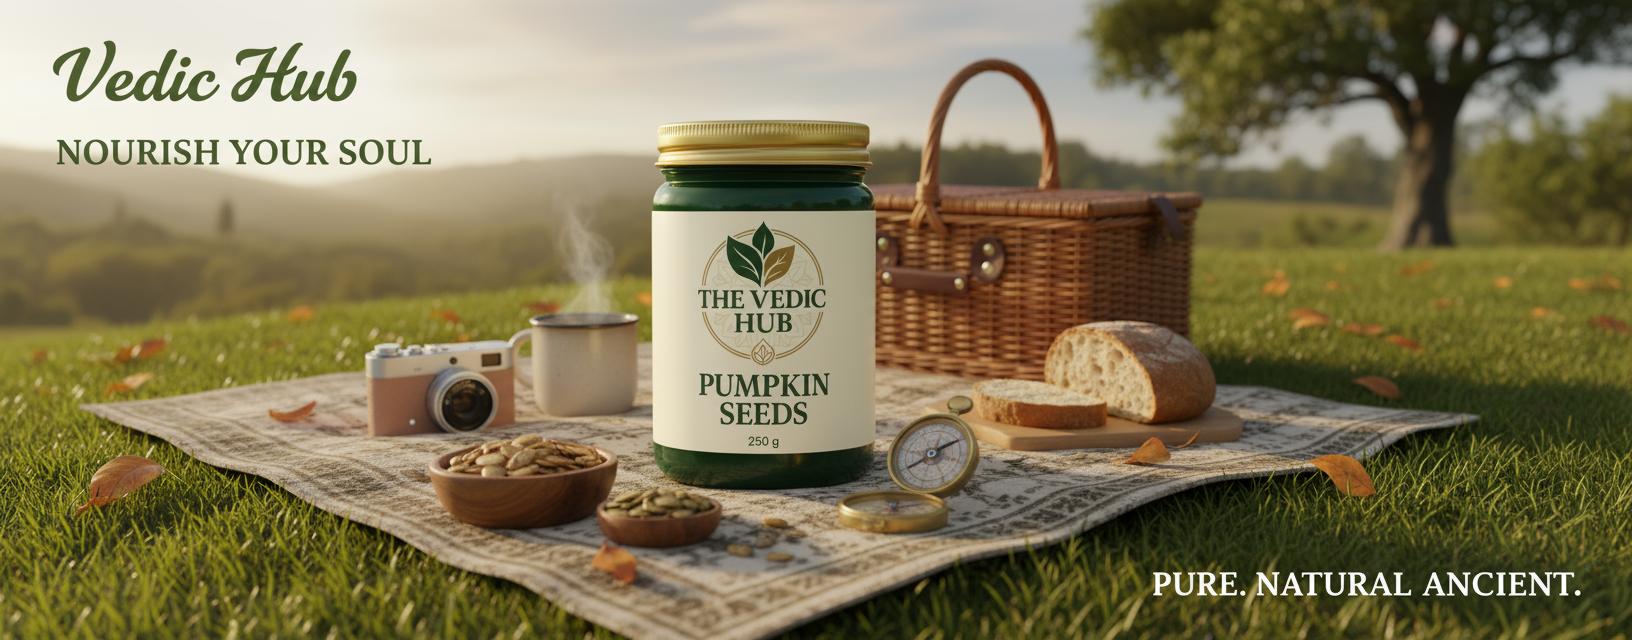 Vedic Hub
NOURISH YOUR SOUL
THE VEDIC
HUB
PUMPKIN
SEEDS
250 g
PURE. NATURAL ANCIENT.